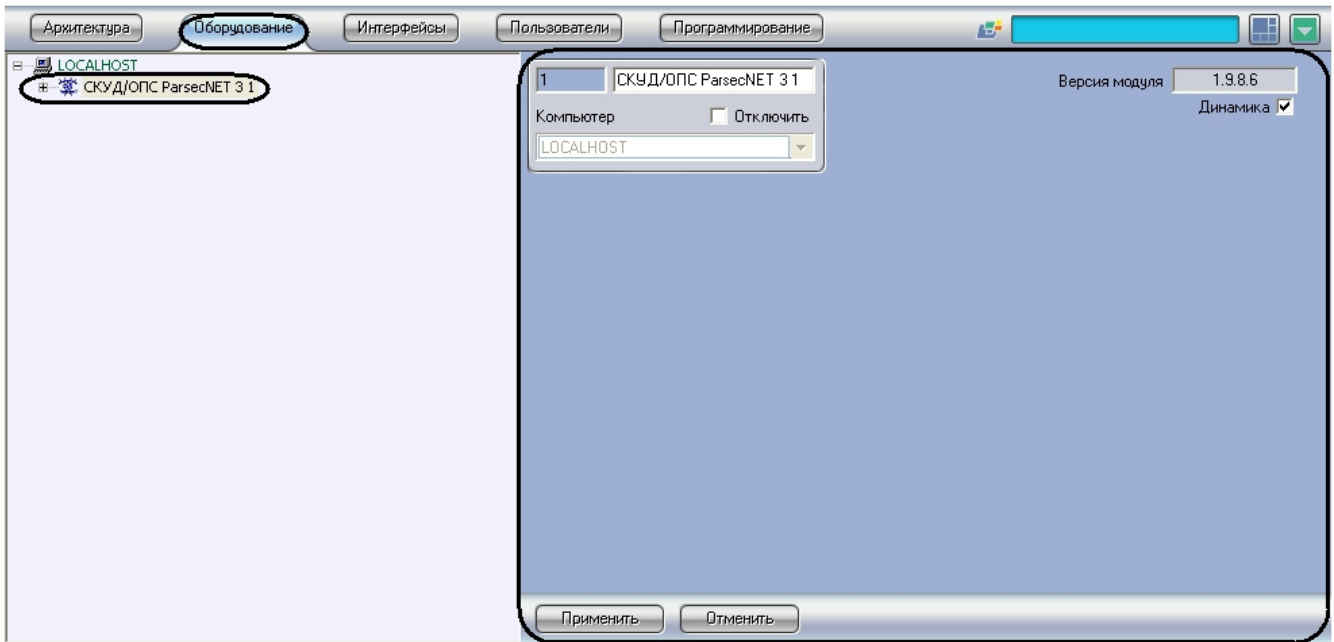 Архитектура Оборудование Интерфейсы Пользователи Программирование
LOCALHOST
СКУД/ОПС ParsecNET 3 1
1 СКУД/ОПС ParsecNET 3 1
Версия модуля 1.9.8.6
Динамика
Компьютер Отключить
LOCALHOST
Применить Отменить